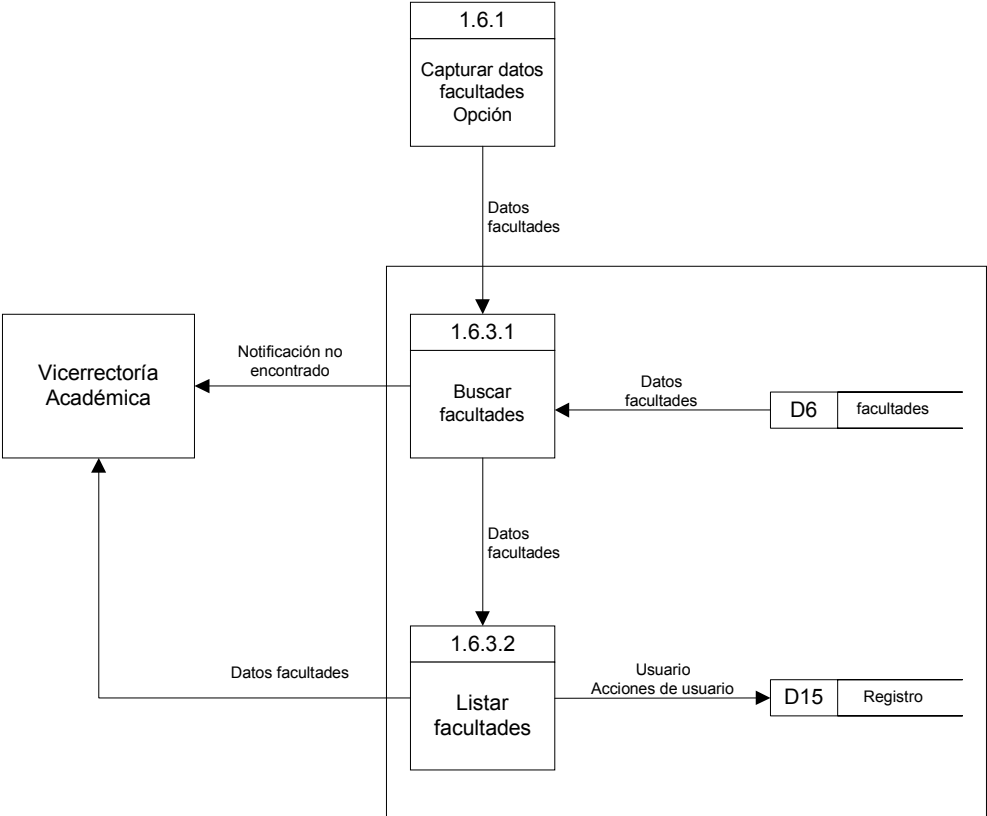 1.6.1
Capturar datos
facultades
Opción
Datos
facultades
1.6.3.1
Buscar
facultades
Vicerrectoría
Académica
Notificación no
encontrado
Datos
facultades
D6
facultades
Datos
facultades
1.6.3.2
Listar
facultades
Datos facultades
Usuario
Acciones de usuario
D15
Registro